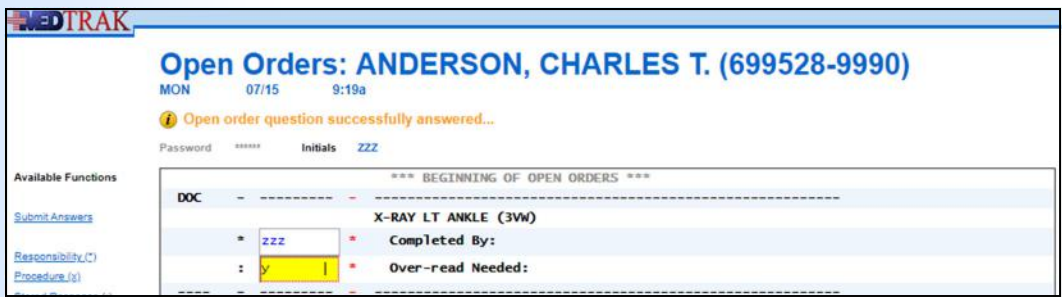 MEDTRAK
Open Orders: ANDERSON, CHARLES T. (699528-9990)
MON 07/15 9:19a
i Open order question successfully answered...
Password ****** Initials ZZZ
Available Functions
*** BEGINNING OF OPEN ORDERS ***
DOC - --------- - --------------------------------------------------------
Submit Answers
X-RAY LT ANKLE (3VW)
* zzz * Completed By:
Responsibility (*)
: y * Over-read Needed:
Procedure (x)
---- - --------- - --------------------------------------------------------